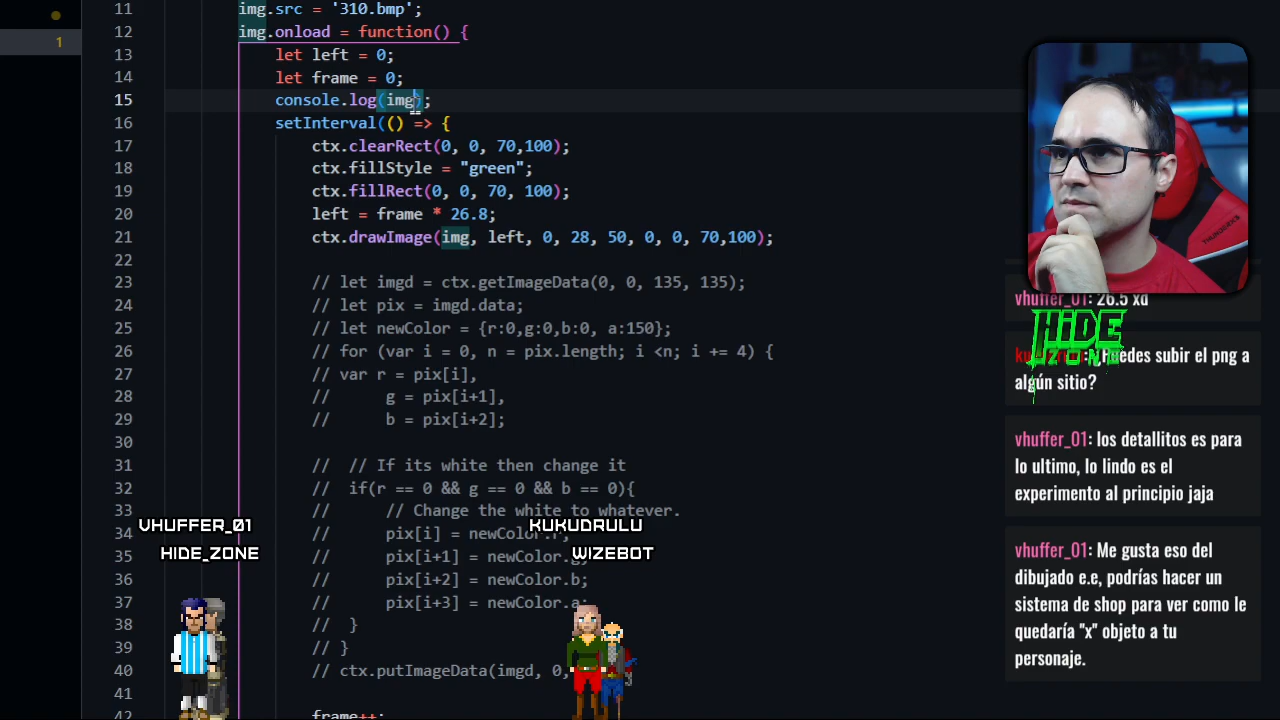 11 img.src = '310.bmp';
1 12 img.onload = function() {
13 let left = 0;
14 let frame = 0;
15 console.log(img);
16 setInterval(() => {
17 ctx.clearRect(0, 0, 70,100);
18 ctx.fillStyle = "green";
19 ctx.fillRect(0, 0, 70, 100);
20 left = frame * 26.8;
21 ctx.drawImage(img, left, 0, 28, 50, 0, 0, 70,100);
22
23 // let imgd = ctx.getImageData(0, 0, 135, 135);
24 // let pix = imgd.data;
25 // let newColor = {r:0,g:0,b:0, a:150};
26 // for (var i = 0, n = pix.length; i <n; i += 4) {
27 // var r = pix[i],
28 // g = pix[i+1],
29 // b = pix[i+2];
30
31 // // If its white then change it
32 // if(r == 0 && g == 0 && b == 0){
33 // // Change the white to whatever.
34 // pix[i] = newColor.r;
35 // pix[i+1] = newColor.g;
36 // pix[i+2] = newColor.b;
37 // pix[i+3] = newColor.a;
38 // }
39 // }
40 // ctx.putImageData(imgd, 0,
41
42 frame++;
VHUFFER_01
HIDE_ZONE
KUKUDRULU
WIZEBOT
vhuffer_01: 26.5 xd
HIDE
ZONE
¿Puedes subir el png a
algún sitio?
vhuffer_01: los detallitos es para
lo ultimo, lo lindo es el
experimento al principio jaja
vhuffer_01: Me gusta eso del
dibujado e.e, podrías hacer un
sistema de shop para ver como le
quedaría "x" objeto a tu
personaje.